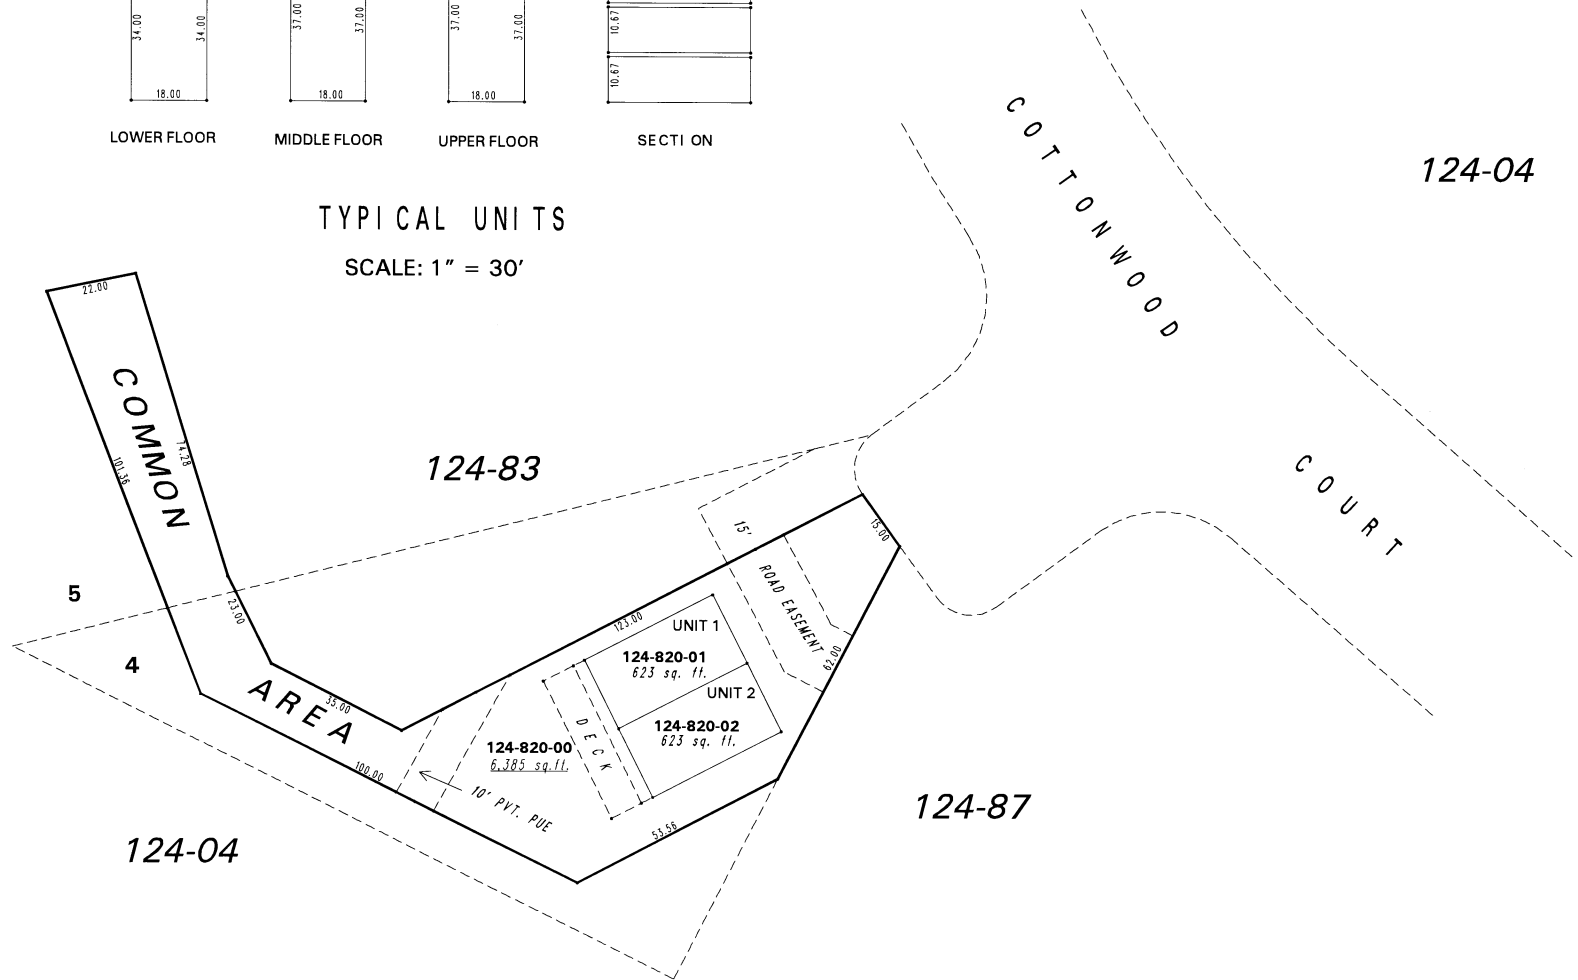 34.00
34.00
37.00
37.00
37.00
37.00
10.67
10.67
18.00
18.00
18.00
LOWER FLOOR
MIDDLE FLOOR
UPPER FLOOR
SECTI ON
TYPI CAL UNI TS
SCALE: 1" = 30'
COTTONWOOD
COURT
124-04
22.00
COMMON
101.36
74.28
124-83
15'
15.00
ROAD EASEMENT
5
23.00
123.00
UNIT 1
124-820-01
623 sq. ft.
62.00
4
AREA
35.00
UNIT 2
124-820-02
623 sq. ft.
DECK
124-820-00
6,385 sq.ft.
100.00
10' PVT. PUE
53.56
124-87
124-04